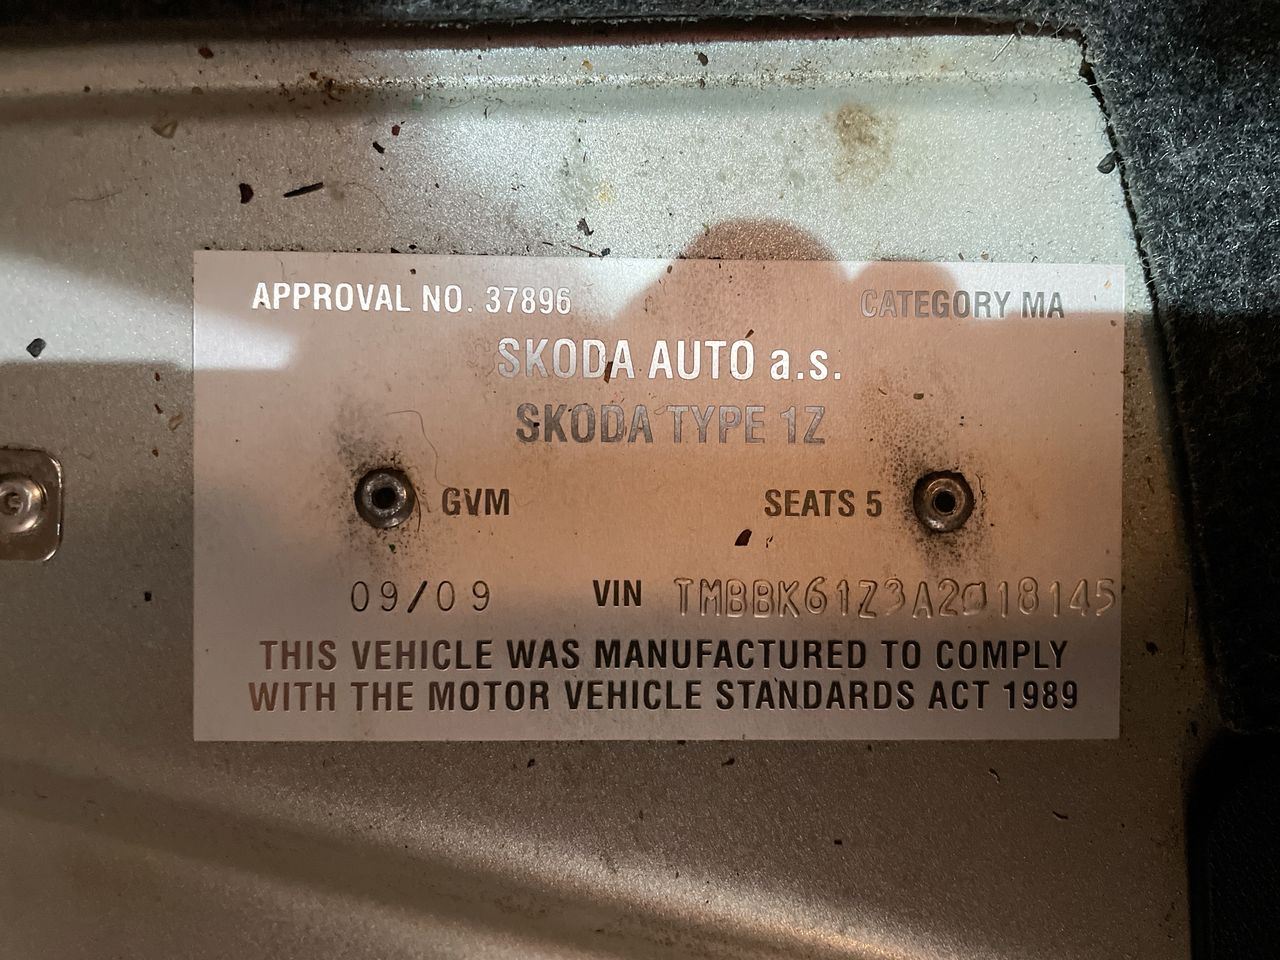 APPROVAL NO. 37896 CATEGORY MA
SKODA AUTO a.s.
SKODA TYPE 1Z
GVM SEATS 5
09/09 VIN TMBBK61Z3A2018145
THIS VEHICLE WAS MANUFACTURED TO COMPLY
WITH THE MOTOR VEHICLE STANDARDS ACT 1989